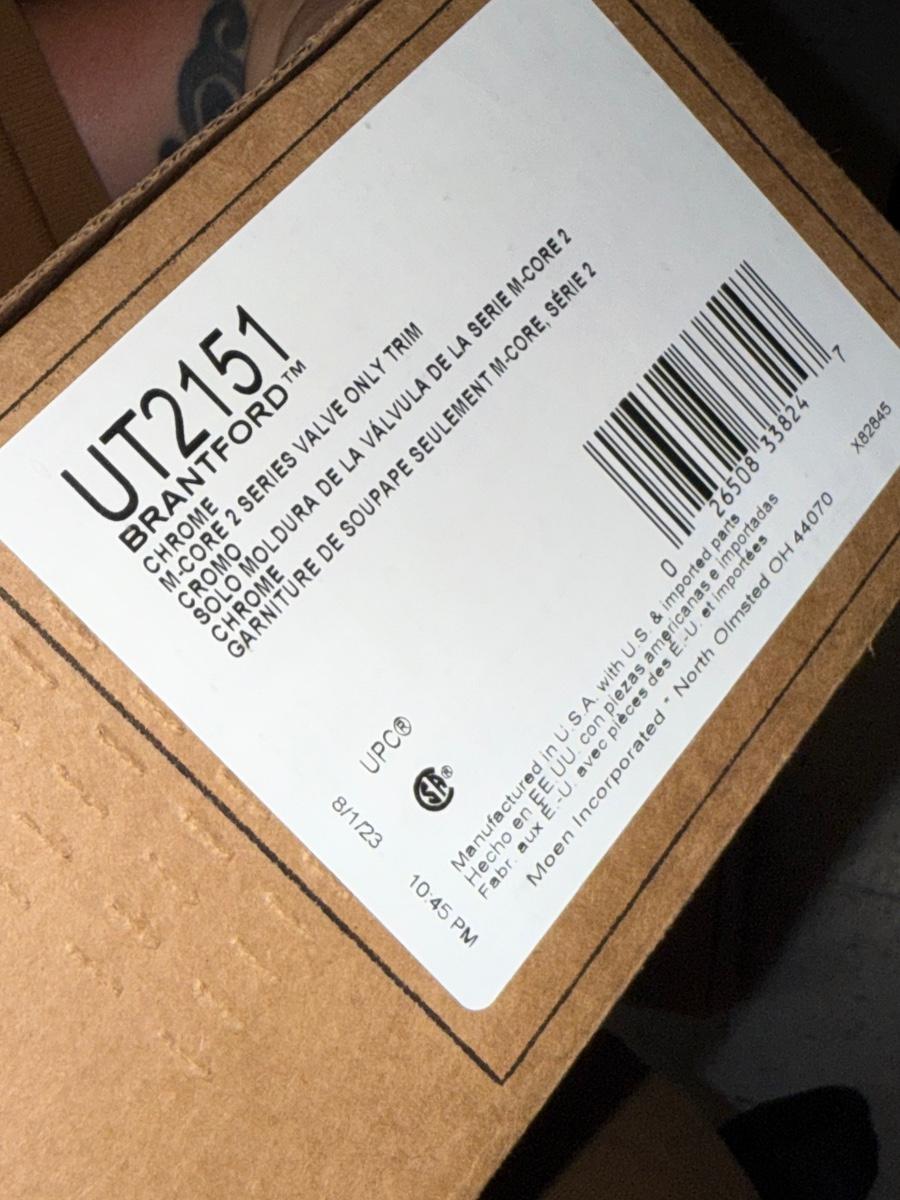 UT2151
BRANTFORD™
CHROME
M-CORE 2 SERIES VALVE ONLY TRIM
CROMO
SOLO MOLDURA DE LA VÁLVULA DE LA SERIE M-CORE 2
CHROME
GARNITURE DE SOUPAPE SEULEMENT M-CORE, SÉRIE 2
0 26508 33824 7
X82845
UPC®
SA®
8/1/23
10:45 PM
Manufactured in U.S.A. with U.S. & imported parts
Hecho en EE.UU. con piezas americanas e importadas
Fabr. aux E.-U. avec pièces des E.-U. et importées
Moen Incorporated * North Olmsted OH 44070